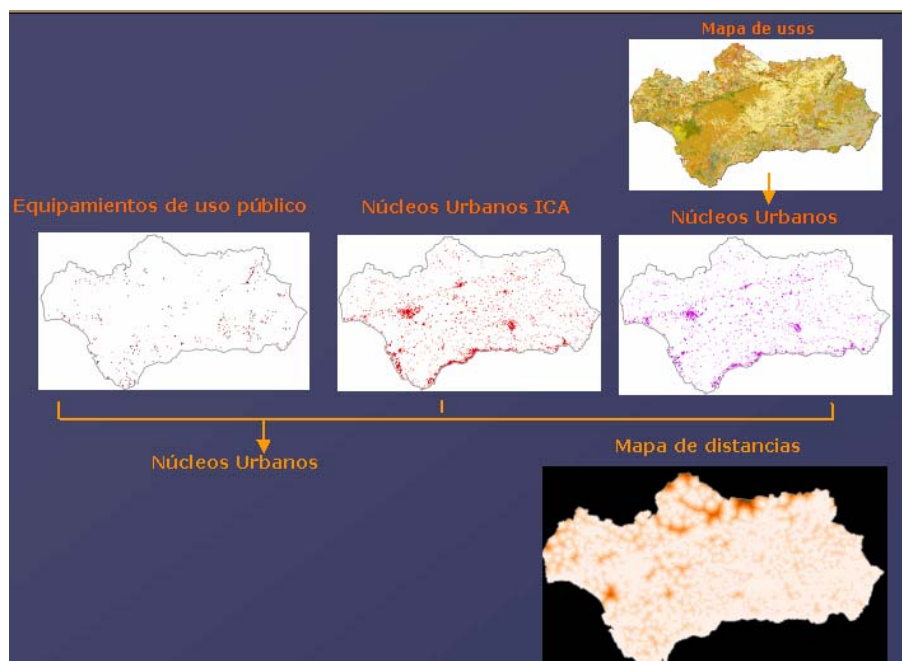 Mapa de usos
Equipamientos de uso público
Núcleos Urbanos ICA
Núcleos Urbanos
Núcleos Urbanos
Mapa de distancias